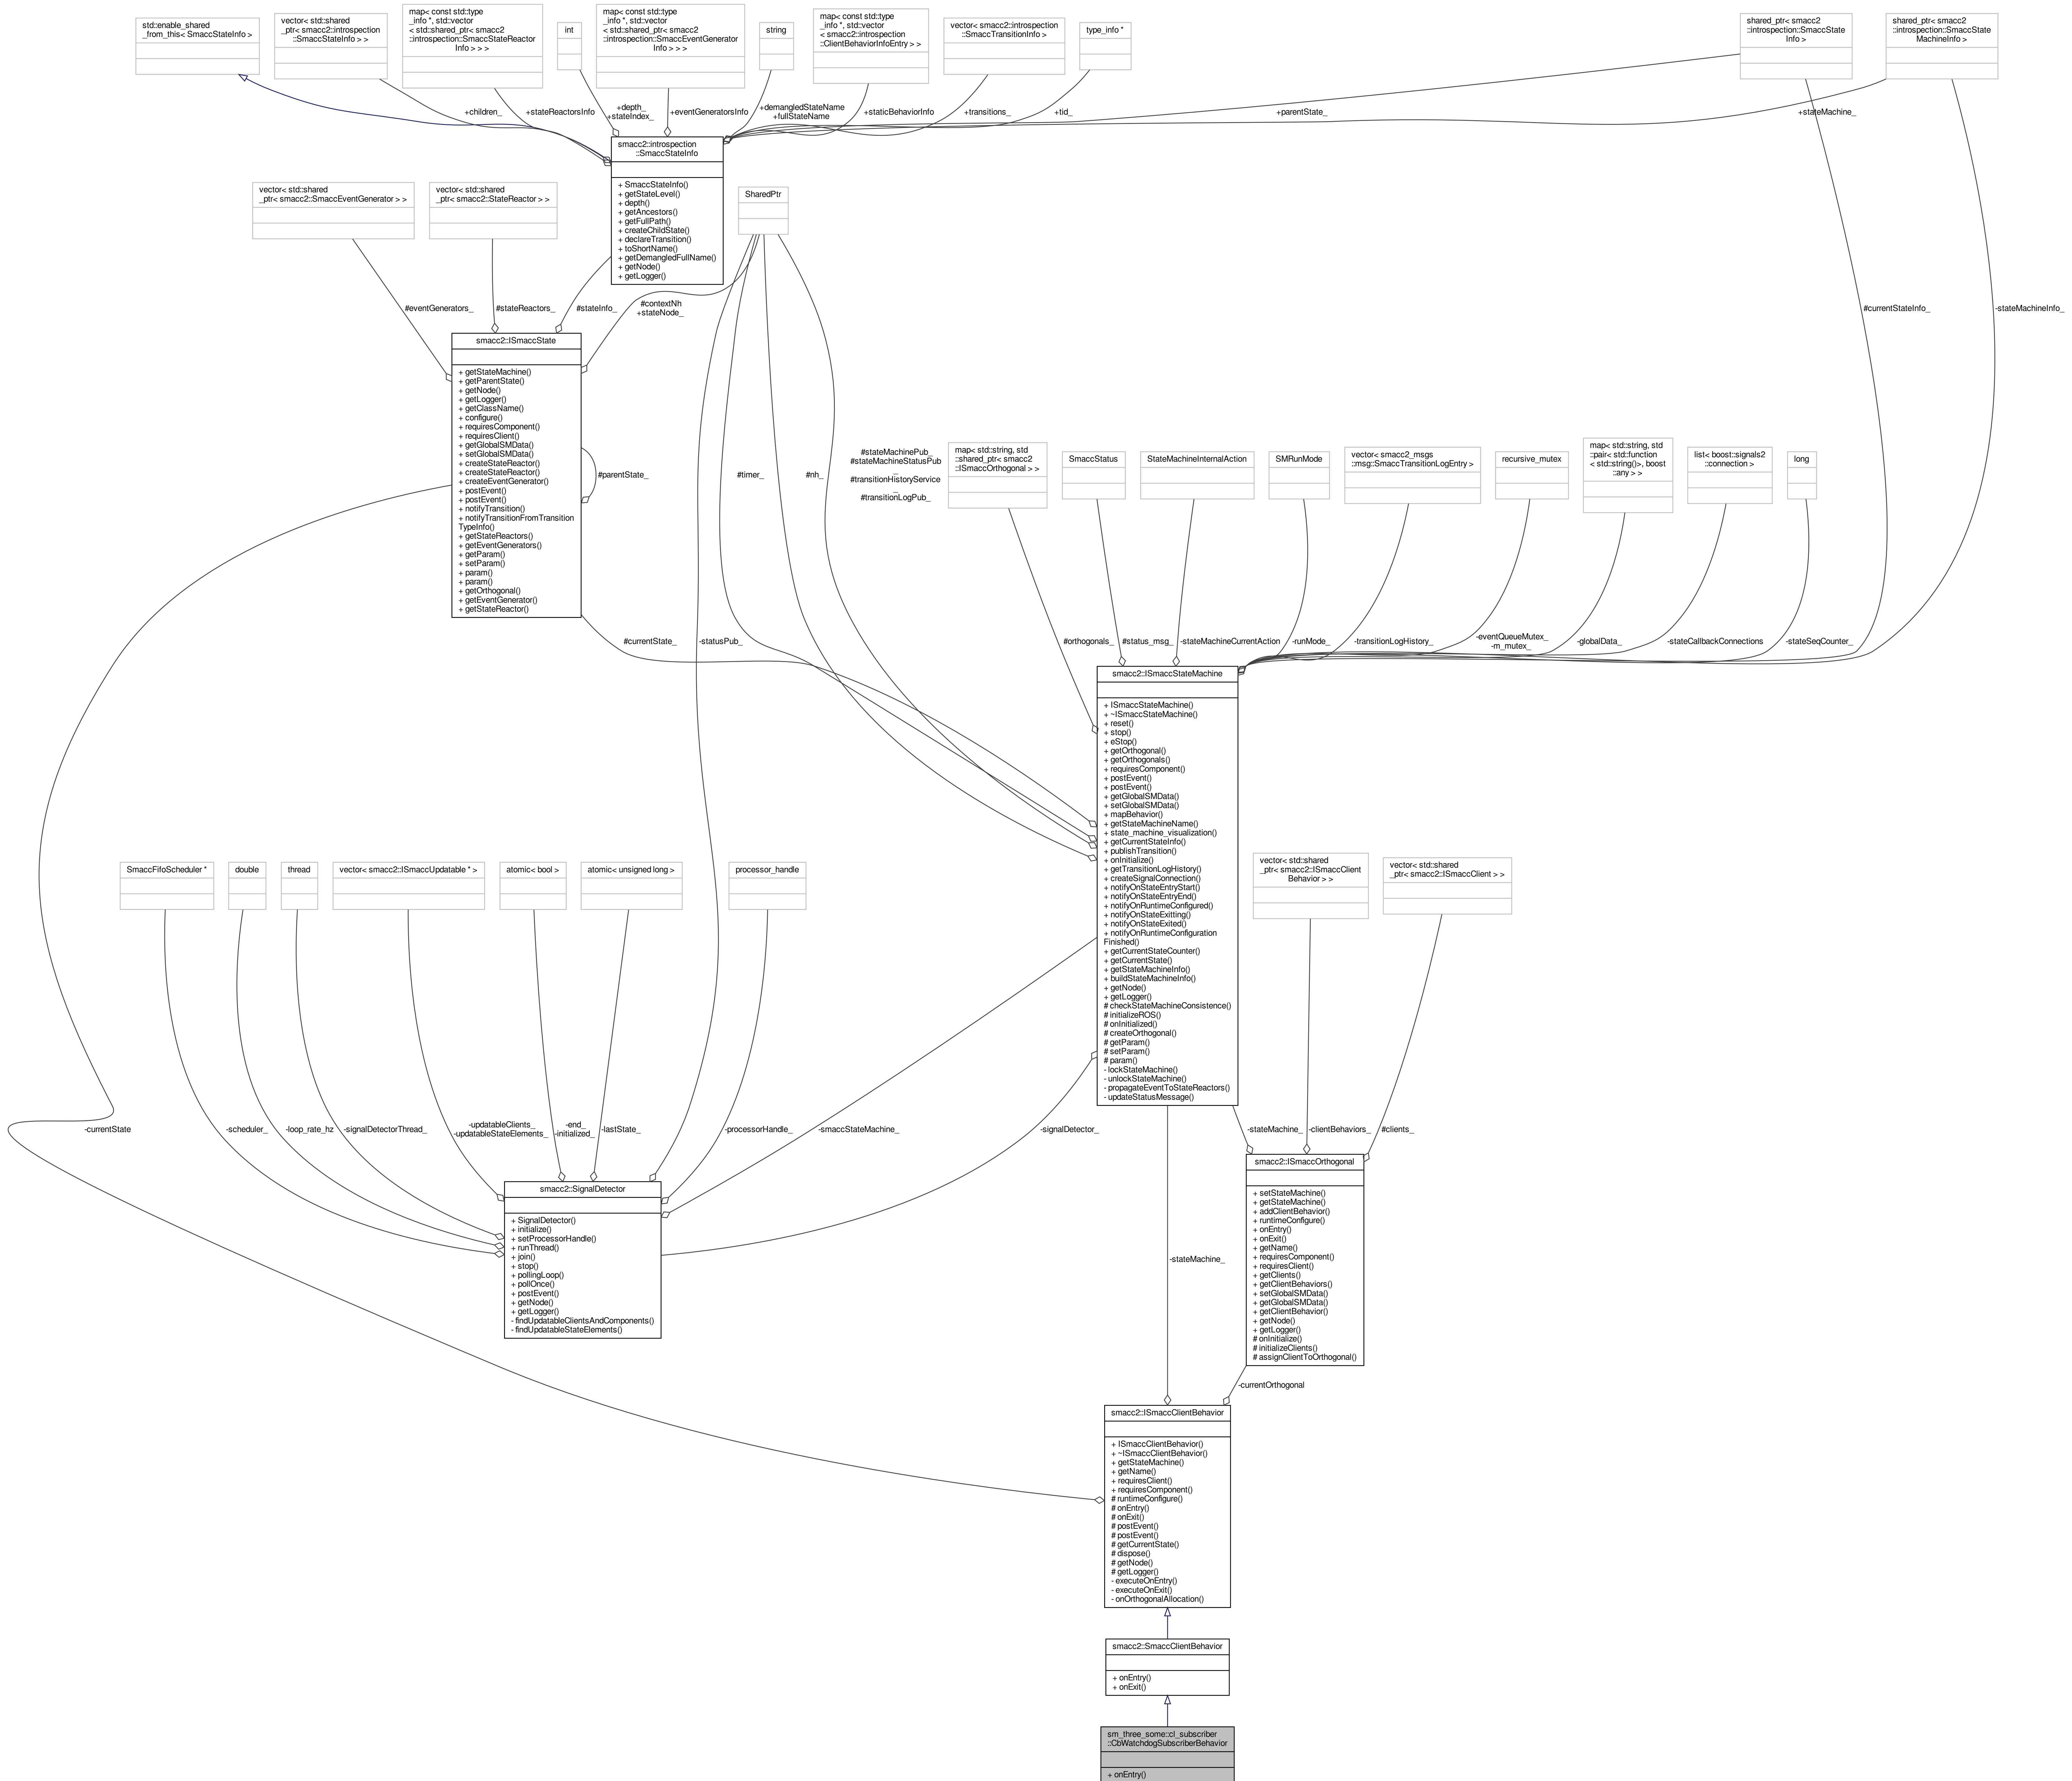 std::enable_shared
_from_this< SmaccStateInfo >
vector< std::shared
_ptr< smacc2::introspection
::SmaccStateInfo > >
map< const std::type
_info *, std::vector
< std::shared_ptr< smacc2
::introspection::SmaccStateReactor
Info > > >
int
map< const std::type
_info *, std::vector
< std::shared_ptr< smacc2
::introspection::SmaccEventGenerator
Info > > >
string
map< const std::type
_info *, std::vector
< smacc2::introspection
::ClientBehaviorInfoEntry > >
vector< smacc2::introspection
::SmaccTransitionInfo >
type_info *
shared_ptr< smacc2
::introspection::SmaccState
Info >
shared_ptr< smacc2
::introspection::SmaccState
MachineInfo >
+children_
+stateReactorsInfo
+depth_
+stateIndex_
+eventGeneratorsInfo
+demangledStateName
+fullStateName
+staticBehaviorInfo
+transitions_
+tid_
+parentState_
+stateMachine_
smacc2::introspection
::SmaccStateInfo
+ SmaccStateInfo()
+ getStateLevel()
+ depth()
+ getAncestors()
+ getFullPath()
+ createChildState()
+ declareTransition()
+ toShortName()
+ getDemangledFullName()
+ getNode()
+ getLogger()
vector< std::shared
_ptr< smacc2::SmaccEventGenerator > >
vector< std::shared
_ptr< smacc2::StateReactor > >
SharedPtr
#eventGenerators_
#stateReactors_
#stateInfo_
#contextNh
+stateNode_
#currentStateInfo_
-stateMachineInfo_
smacc2::ISmaccState
+ getStateMachine()
+ getParentState()
+ getNode()
+ getLogger()
+ getClassName()
+ configure()
+ requiresComponent()
+ requiresClient()
+ getGlobalSMData()
+ setGlobalSMData()
+ createStateReactor()
+ createStateReactor()
+ createEventGenerator()
+ postEvent()
+ postEvent()
+ notifyTransition()
+ notifyTransitionFromTransition
TypeInfo()
+ getStateReactors()
+ getEventGenerators()
+ getParam()
+ setParam()
+ param()
+ param()
+ getOrthogonal()
+ getEventGenerator()
+ getStateReactor()
#parentState_
#timer_
#nh_
#stateMachinePub_
#stateMachineStatusPub
_
#transitionHistoryService
_
#transitionLogPub_
map< std::string, std
::shared_ptr< smacc2
::ISmaccOrthogonal > >
SmaccStatus
StateMachineInternalAction
SMRunMode
vector< smacc2_msgs
::msg::SmaccTransitionLogEntry >
recursive_mutex
map< std::string, std
::pair< std::function
< std::string()>, boost
::any > >
list< boost::signals2
::connection >
long
#currentState_
-statusPub_
#orthogonals_
#status_msg_
-stateMachineCurrentAction
-runMode_
-transitionLogHistory_
-eventQueueMutex_
-m_mutex_
-globalData_
-stateCallbackConnections
-stateSeqCounter_
smacc2::ISmaccStateMachine
+ ISmaccStateMachine()
+ ~ISmaccStateMachine()
+ reset()
+ stop()
+ eStop()
+ getOrthogonal()
+ getOrthogonals()
+ requiresComponent()
+ postEvent()
+ postEvent()
+ getGlobalSMData()
+ setGlobalSMData()
+ mapBehavior()
+ getStateMachineName()
+ state_machine_visualization()
+ getCurrentStateInfo()
+ publishTransition()
+ onInitialize()
+ getTransitionLogHistory()
+ createSignalConnection()
+ notifyOnStateEntryStart()
+ notifyOnStateEntryEnd()
+ notifyOnRuntimeConfigured()
+ notifyOnStateExitting()
+ notifyOnStateExited()
+ notifyOnRuntimeConfiguration
Finished()
+ getCurrentStateCounter()
+ getCurrentState()
+ getStateMachineInfo()
+ buildStateMachineInfo()
+ getNode()
+ getLogger()
# checkStateMachineConsistence()
# initializeROS()
# onInitialized()
# createOrthogonal()
# getParam()
# setParam()
# param()
- lockStateMachine()
- unlockStateMachine()
- propagateEventToStateReactors()
- updateStatusMessage()
SmaccFifoScheduler *
double
thread
vector< smacc2::ISmaccUpdatable * >
atomic< bool >
atomic< unsigned long >
processor_handle
vector< std::shared
_ptr< smacc2::ISmaccClient
Behavior > >
vector< std::shared
_ptr< smacc2::ISmaccClient > >
-currentState
-scheduler_
-loop_rate_hz
-signalDetectorThread_
-updatableClients_
-updatableStateElements_
-end_
-initialized_
-lastState_
-processorHandle_
-smaccStateMachine_
-signalDetector_
-stateMachine_
-clientBehaviors_
#clients_
smacc2::SignalDetector
+ SignalDetector()
+ initialize()
+ setProcessorHandle()
+ runThread()
+ join()
+ stop()
+ pollingLoop()
+ pollOnce()
+ postEvent()
+ getNode()
+ getLogger()
- findUpdatableClientsAndComponents()
- findUpdatableStateElements()
smacc2::ISmaccOrthogonal
+ setStateMachine()
+ getStateMachine()
+ addClientBehavior()
+ runtimeConfigure()
+ onEntry()
+ onExit()
+ getName()
+ requiresComponent()
+ requiresClient()
+ getClients()
+ getClientBehaviors()
+ setGlobalSMData()
+ getGlobalSMData()
+ getClientBehavior()
+ getNode()
+ getLogger()
# onInitialize()
# initializeClients()
# assignClientToOrthogonal()
-stateMachine_
-currentOrthogonal
smacc2::ISmaccClientBehavior
+ ISmaccClientBehavior()
+ ~ISmaccClientBehavior()
+ getStateMachine()
+ getName()
+ requiresClient()
+ requiresComponent()
# runtimeConfigure()
# onEntry()
# onExit()
# postEvent()
# postEvent()
# getCurrentState()
# dispose()
# getNode()
# getLogger()
- executeOnEntry()
- executeOnExit()
- onOrthogonalAllocation()
smacc2::SmaccClientBehavior
+ onEntry()
+ onExit()
sm_three_some::cl_subscriber
::CbWatchdogSubscriberBehavior
+ onEntry()